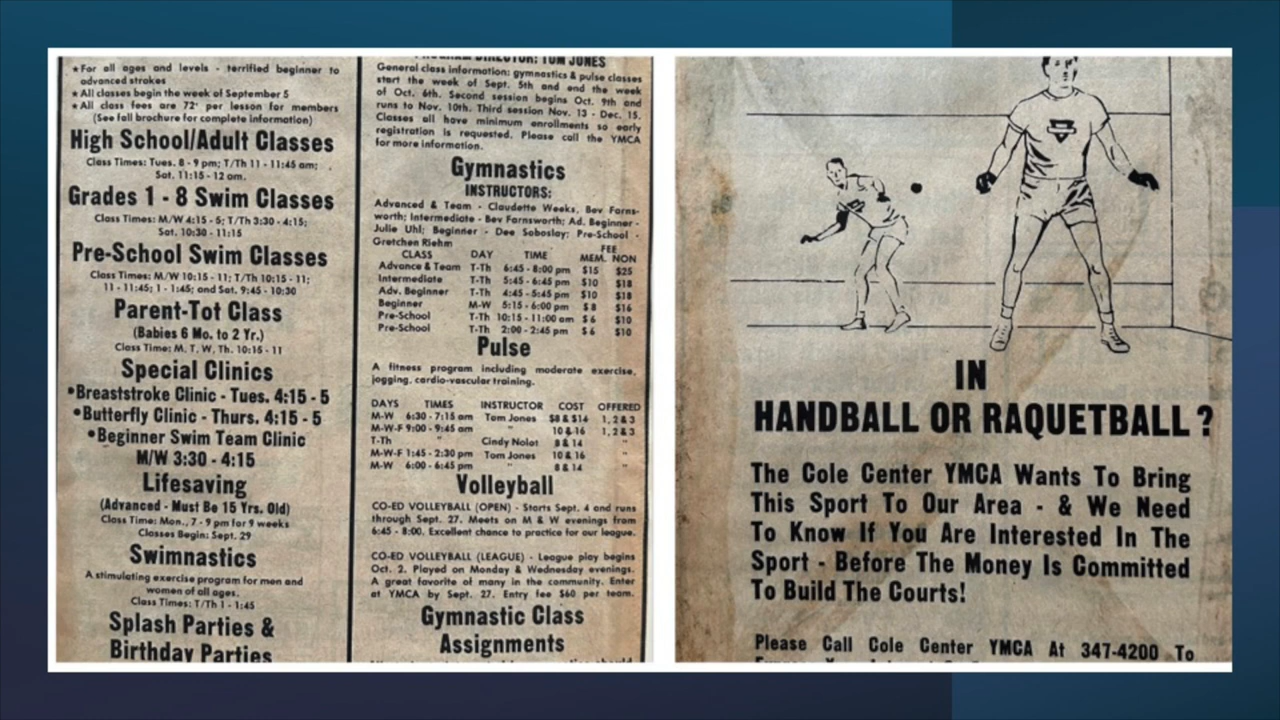 ★For all ages and levels - terrified beginner to
advanced strokes
★All classes begin the week of September 5
★All class fees are 72¢ per lesson for members
(See fall brochure for complete information)
High School/Adult Classes
Class Times: Tues. 8 - 9 pm; T/Th 11 - 11:45 am;
Sat. 11:15 - 12 am.
Grades 1 - 8 Swim Classes
Class Times: M/W 4:15 - 5; T/Th 3:30 - 4:15;
Sat. 10:30 - 11:15
Pre-School Swim Classes
Class Times: M/W 10:15 - 11; T/Th 10:15 - 11;
11 - 11:45; 1 - 1:45; and Sat. 9:45 - 10:30
Parent-Tot Class
(Babies 6 Mo. to 2 Yr.)
Class Time: M, T, W, Th. 10:15 - 11
Special Clinics
•Breaststroke Clinic - Tues. 4:15 - 5
•Butterfly Clinic - Thurs. 4:15 - 5
•Beginner Swim Team Clinic
M/W 3:30 - 4:15
Lifesaving
(Advanced - Must Be 15 Yrs. Old)
Class Time: Mon., 7 - 9 pm for 9 weeks
Classes Begin: Sept. 29
Swimnastics
A stimulating exercise program for men and
women of all ages.
Class Times: T/Th 1 - 1:45
Splash Parties &
Birthday Parties
PROGRAM DIRECTOR: TOM JONES
General class information: gymnastics & pulse classes
start the week of Sept. 5th and end the week
of Oct. 6th. Second session begins Oct. 9th and
runs to Nov. 10th. Third session Nov. 13 - Dec. 15.
Classes all have minimum enrollments so early
registration is requested. Please call the YMCA
for more information.
Gymnastics
INSTRUCTORS:
Advanced & Team - Claudette Weeks, Bev Farns-
worth; Intermediate - Bev Farnsworth; Ad. Beginner -
Julie Uhl; Beginner - Dee Soboslay; Pre-School -
Gretchen Riehm
FEE
CLASS DAY TIME MEM. NON
Advance & Team T-Th 6:45 - 8:00 pm $15 $25
Intermediate T-Th 5:45 - 6:45 pm $10 $18
Adv. Beginner T-Th 4:45 - 5:45 pm $10 $18
Beginner M-W 5:15 - 6:00 pm $ 8 $16
Pre-School T-Th 10:15 - 11:00 am $ 6 $10
Pre-School T-Th 2:00 - 2:45 pm $ 6 $10
Pulse
A fitness program including moderate exercise,
jogging, cardio-vascular training.
DAYS TIMES INSTRUCTOR COST OFFERED
M-W 6:30 - 7:15 am Tom Jones $8 & $14 1, 2 & 3
M-W-F 9:00 - 9:45 am " 10 & 16 1, 2 & 3
T-Th " Cindy Nolot 8 & 14 "
M-W-F 1:45 - 2:30 pm Tom Jones 10 & 16 "
M-W 6:00 - 6:45 pm " 8 & 14 "
Volleyball
CO-ED VOLLEYBALL (OPEN) - Starts Sept. 4 and runs
through Sept. 27. Meets on M & W evenings from
6:45 - 8:00. Excellent chance to practice for our league.
CO-ED VOLLEYBALL (LEAGUE) - League play begins
Oct. 2. Played on Monday & Wednesday evenings.
A great favorite of many in the community. Enter
at YMCA by Sept. 27. Entry fee $60 per team.
Gymnastic Class
Assignments
IN
HANDBALL OR RAQUETBALL?
The Cole Center YMCA Wants To Bring
This Sport To Our Area - & We Need
To Know If You Are Interested In The
Sport - Before The Money Is Committed
To Build The Courts!
Please Call Cole Center YMCA At 347-4200 To